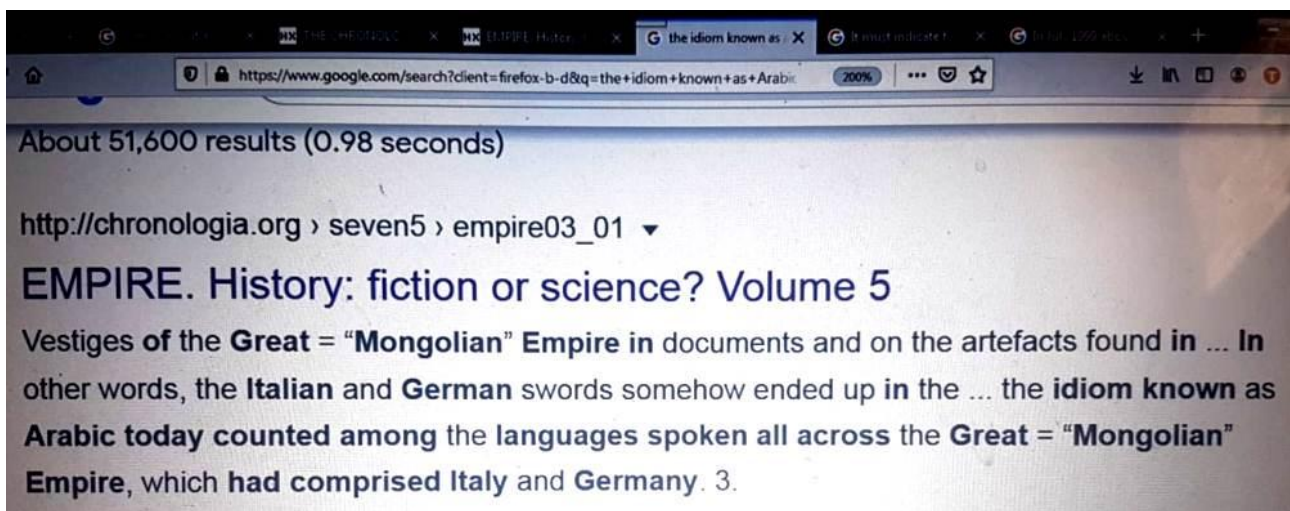 the idiom known as
https://www.google.com/search?client=firefox-b-d&q=the+idiom+known+as+Arabic
200%
About 51,600 results (0.98 seconds)
http://chronologia.org › seven5 › empire03_01
EMPIRE. History: fiction or science? Volume 5
Vestiges of the Great = “Mongolian” Empire in documents and on the artefacts found in ... In
other words, the Italian and German swords somehow ended up in the ... the idiom known as
Arabic today counted among the languages spoken all across the Great = “Mongolian”
Empire, which had comprised Italy and Germany. 3.